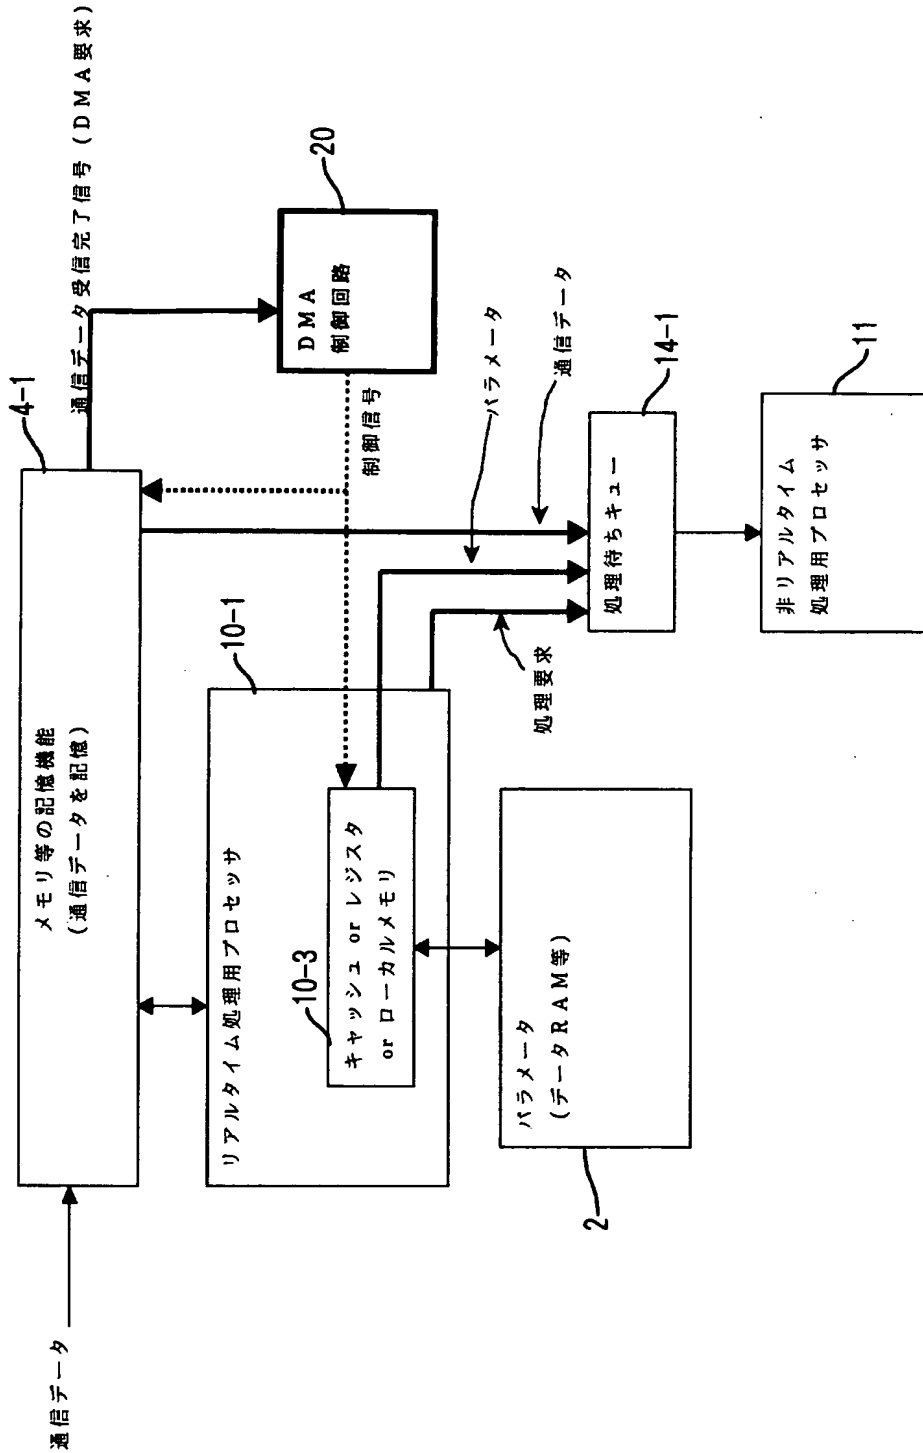 通信データ
メモリ等の記憶機能
(通信データを記憶)
4-1
通信データ受信完了信号(DMA要求)
リアルタイム処理用プロセッサ
10-1
10-3
キャッシュ or レジスタ
or ローカルメモリ
制御信号
DMA
制御回路
20
パラメータ
(データRAM等)
2
処理要求
パラメータ
通信データ
処理待ちキュー
14-1
非リアルタイム
処理用プロセッサ
11